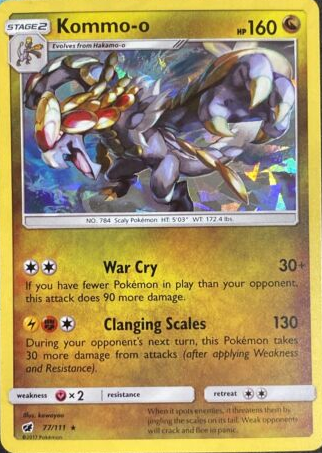 STAGE2 Kommo-o HP 160
Evolves from Hakamo-o
NO. 784 Scaly Pokémon HT: 5'03" WT: 172.4 lbs.
War Cry 30+
If you have fewer Pokémon in play than your opponent,
this attack does 90 more damage.
Clanging Scales 130
During your opponent's next turn, this Pokémon takes
30 more damage from attacks (after applying Weakness
and Resistance).
weakness ×2 resistance retreat
Illus. kawayoo
77/111 ★
©2017 Pokémon
When it spots enemies, it threatens them by
jingling the scales on its tail. Weak opponents
will crack and flee in panic.